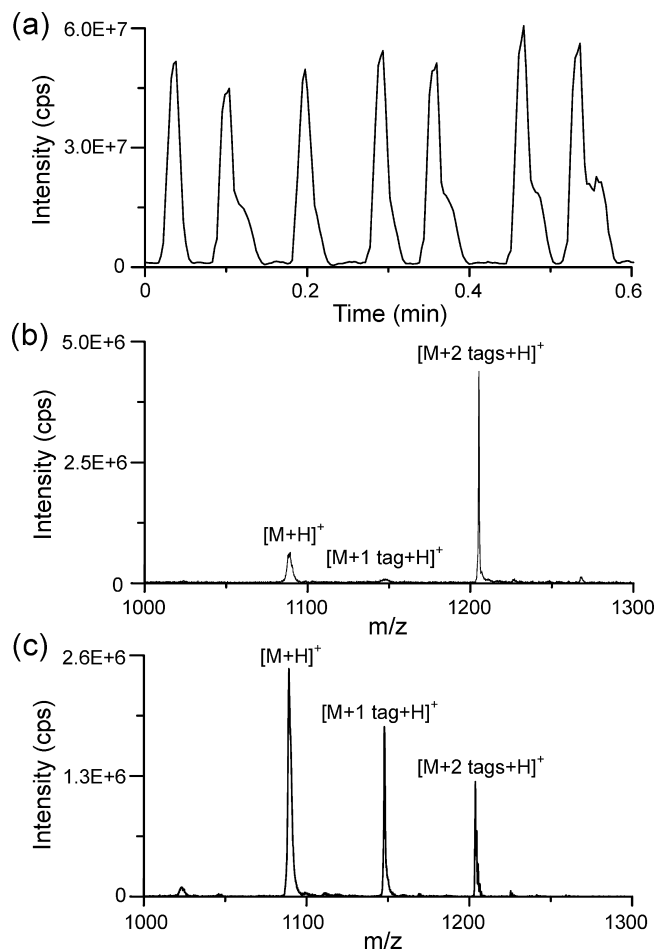 (a)
6.0E+7
3.0E+7
0
Intensity (cps)
0 0.2 0.4 0.6
Time (min)
(b)
5.0E+6
2.5E+6
0
Intensity (cps)
[M+2 tags+H]+
[M+H]+
[M+1 tag+H]+
1000 1100 1200 1300
m/z
(c)
2.6E+6
1.3E+6
0
Intensity (cps)
[M+H]+
[M+1 tag+H]+
[M+2 tags+H]+
1000 1100 1200 1300
m/z